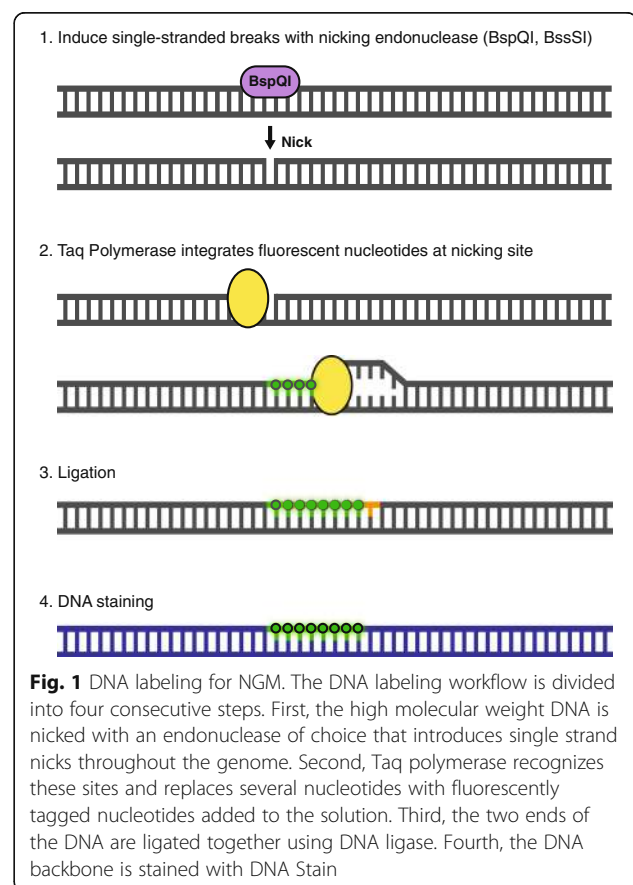 1. Induce single-stranded breaks with nicking endonuclease (BspQI, BssSI)
BspQI
Nick
2. Taq Polymerase integrates fluorescent nucleotides at nicking site
3. Ligation
4. DNA staining
Fig. 1 DNA labeling for NGM. The DNA labeling workflow is divided
into four consecutive steps. First, the high molecular weight DNA is
nicked with an endonuclease of choice that introduces single strand
nicks throughout the genome. Second, Taq polymerase recognizes
these sites and replaces several nucleotides with fluorescently
tagged nucleotides added to the solution. Third, the two ends of
the DNA are ligated together using DNA ligase. Fourth, the DNA
backbone is stained with DNA Stain